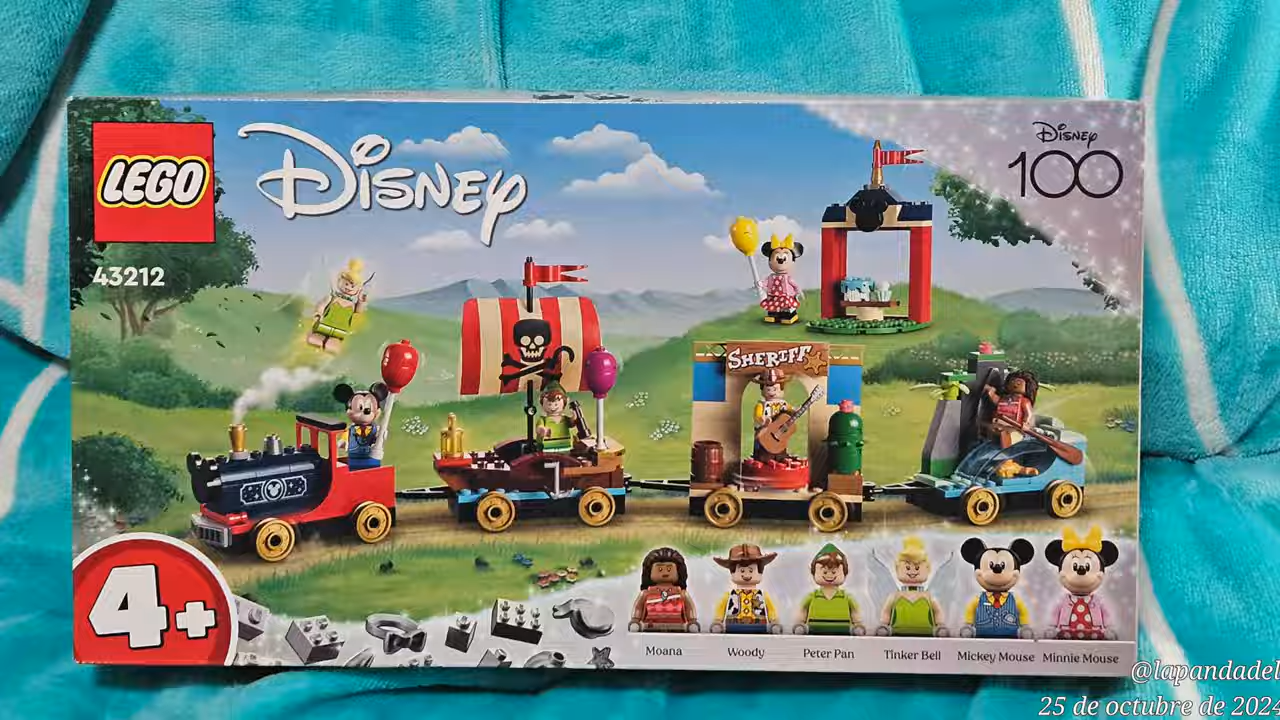 LEGO
DISNEY
DISNEY
100
43212
SHERIFF
4+
Moana
Woody
Peter Pan
Tinker Bell
Mickey Mouse
Minnie Mouse
@lapandadel
25 de octubre de 2024